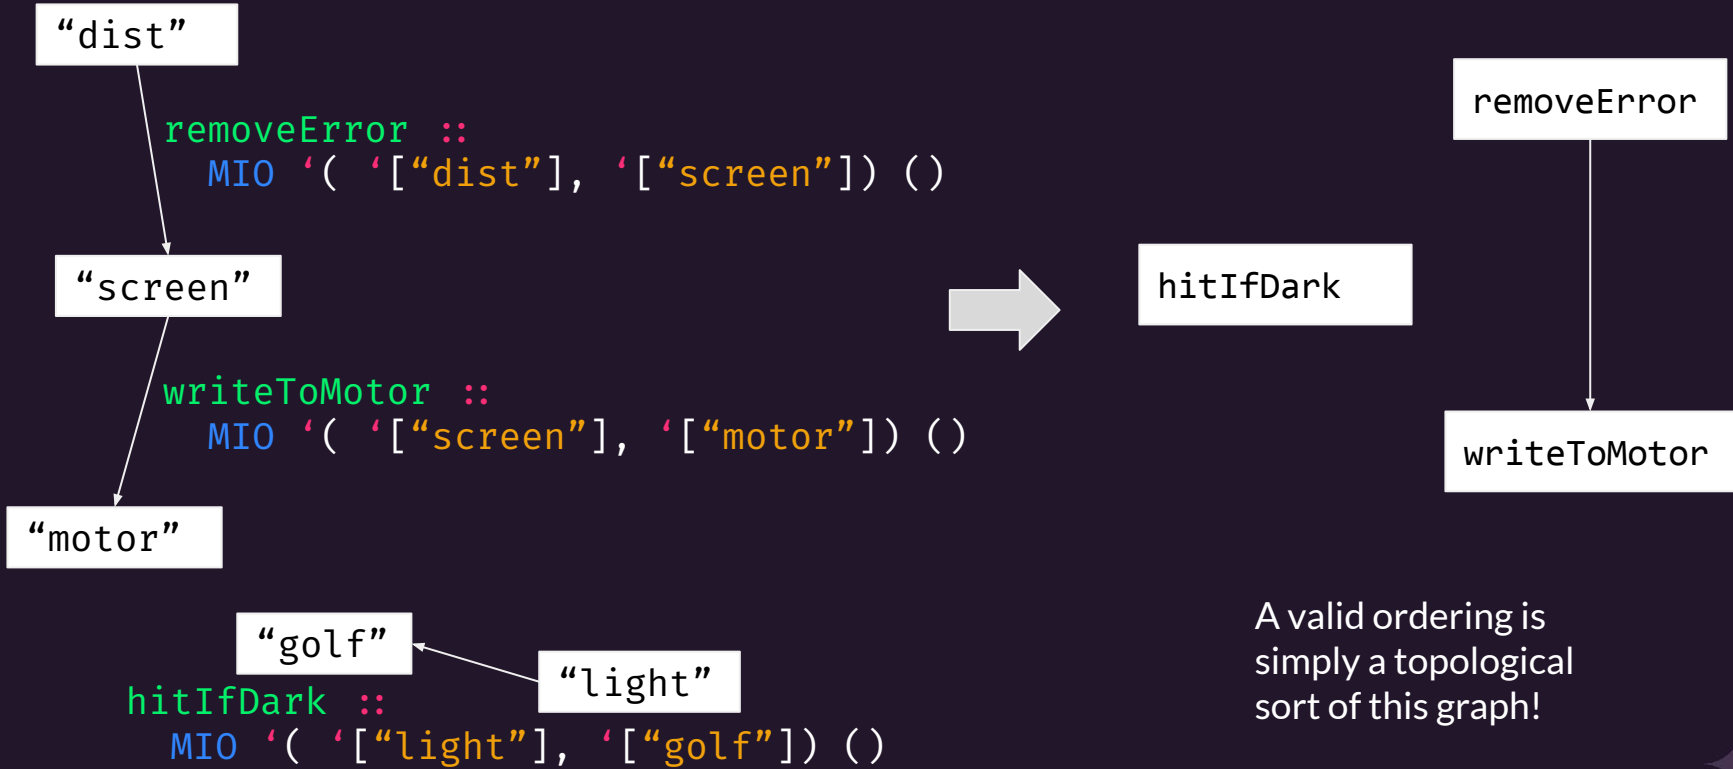 “dist”
removeError ::
MIO ‘( ‘[“dist”], ‘[“screen”]) ()
“screen”
writeToMotor ::
MIO ‘( ‘[“screen”], ‘[“motor”]) ()
“motor”
“golf”
“light”
hitIfDark ::
MIO ‘( ‘[“light”], ‘[“golf”]) ()
hitIfDark
removeError
writeToMotor
A valid ordering is
simply a topological
sort of this graph!